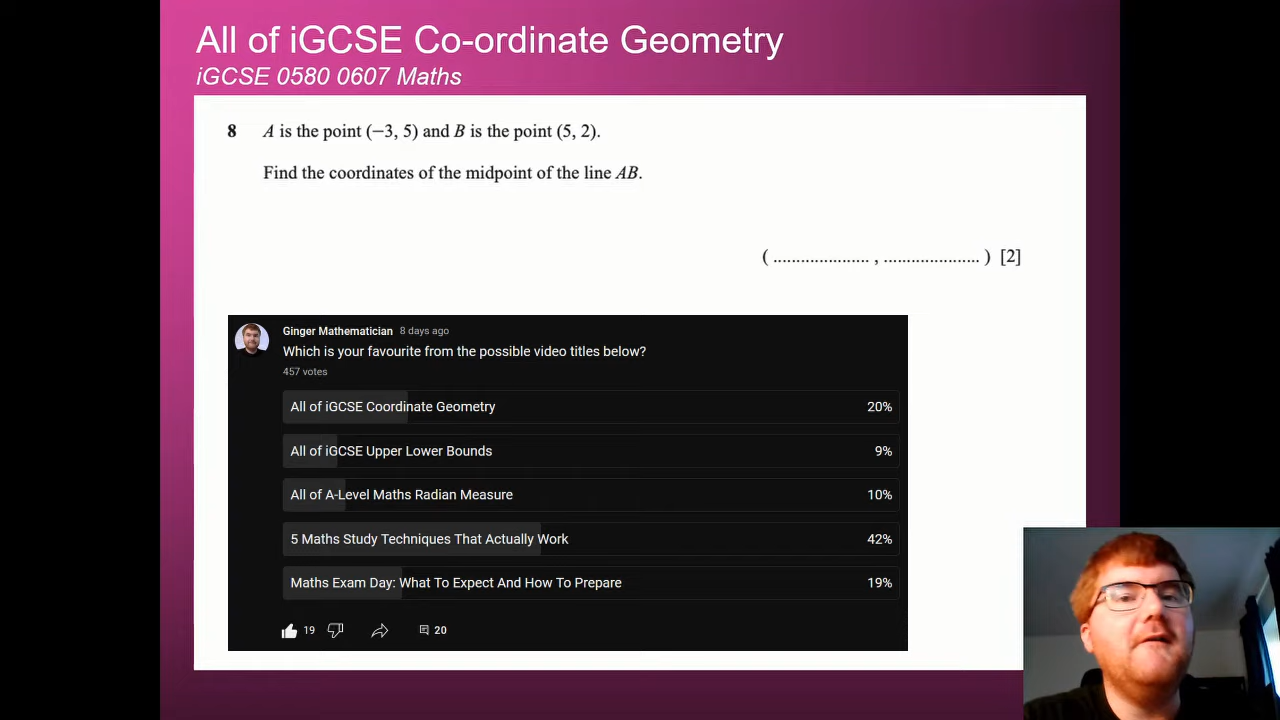 All of iGCSE Co-ordinate Geometry
iGCSE 0580 0607 Maths
8 A is the point (−3, 5) and B is the point (5, 2).
Find the coordinates of the midpoint of the line AB.
( ..................... , ..................... ) [2]
Ginger Mathematician 8 days ago
Which is your favourite from the possible video titles below?
457 votes
All of iGCSE Coordinate Geometry 20%
All of iGCSE Upper Lower Bounds 9%
All of A-Level Maths Radian Measure 10%
5 Maths Study Techniques That Actually Work 42%
Maths Exam Day: What To Expect And How To Prepare 19%
19 20